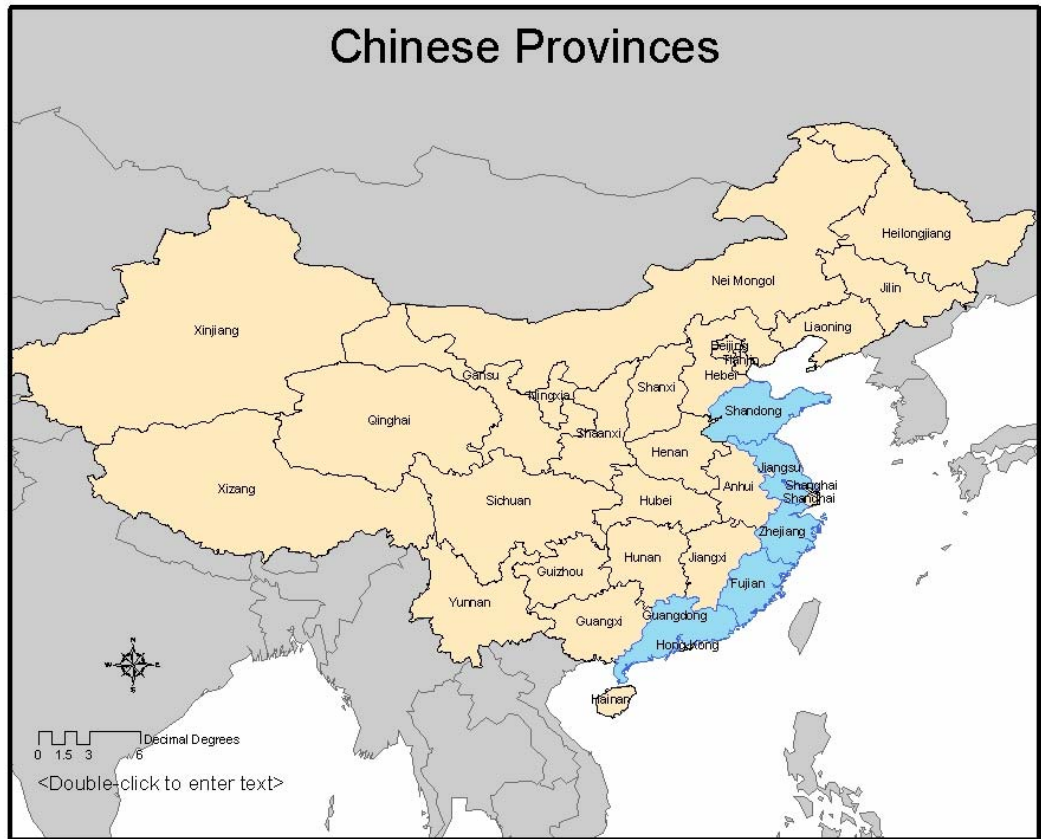 Chinese Provinces
Heilongjiang
Nei Mongol
Jilin
Liaoning
Xinjiang
Beijing
Tianjin
Gansu
Hebei
Shanxi
Ningxia
Shandong
Qinghai
Shaanxi
Henan
Jiangsu
Xizang
Anhui
Shanghai
Shanghai
Sichuan
Hubei
Zhejiang
Hunan
Jiangxi
Guizhou
Fujian
Yunnan
Guangxi
Guangdong
Hong Kong
N
W E
S
Hainan
Decimal Degrees
0 1.5 3 6
<Double-click to enter text>